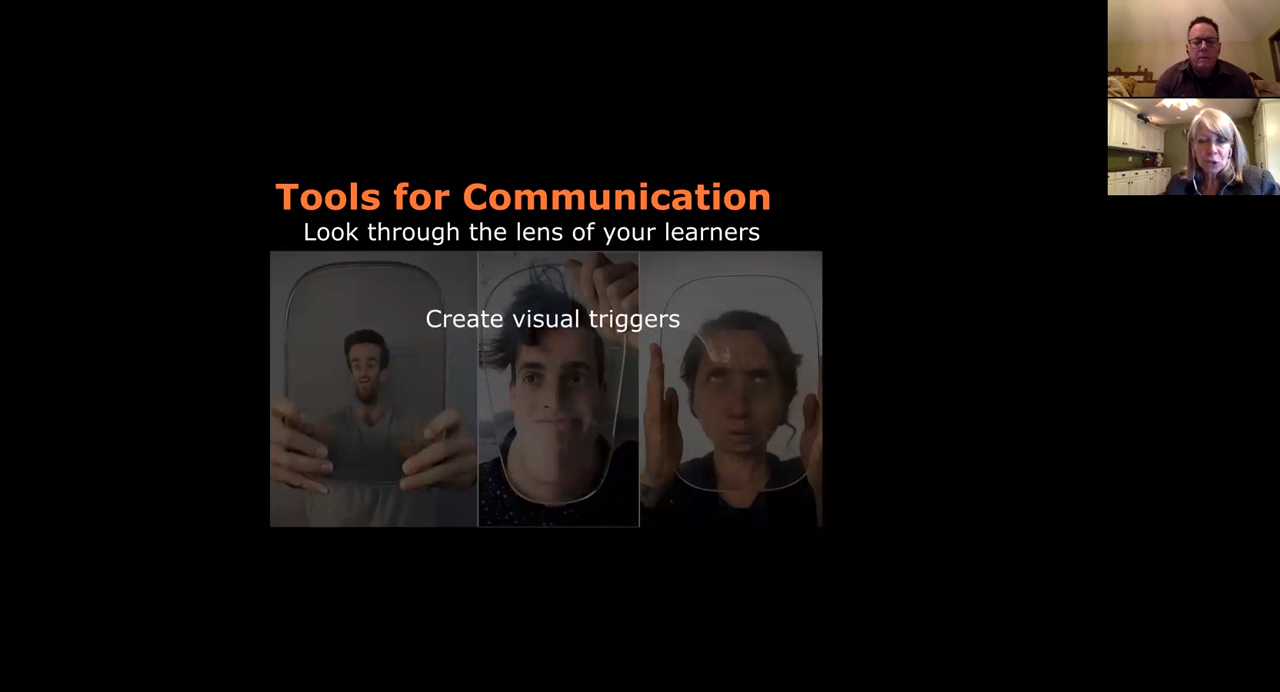 Tools for Communication
Look through the lens of your learners
Create visual triggers